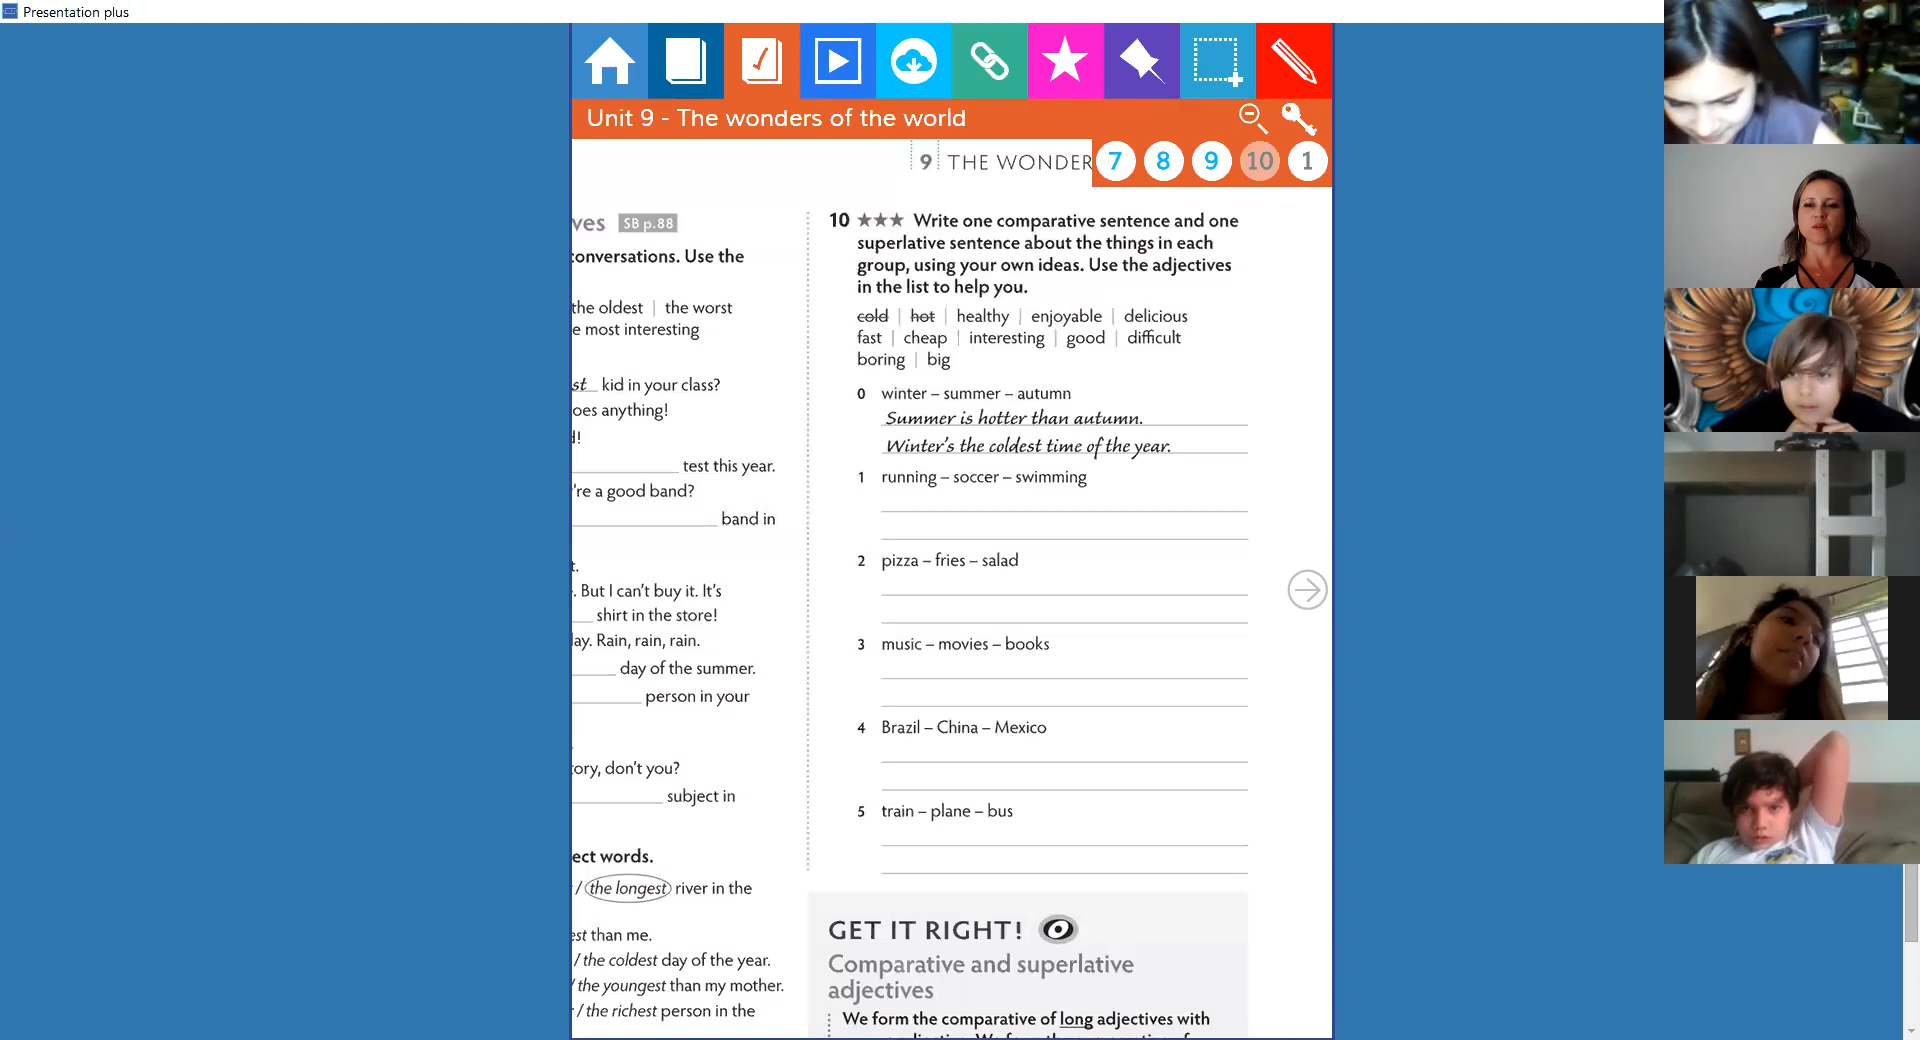 Presentation plus
Unit 9 - The wonders of the world
9 THE WONDER
7 8 9 10 1
ves SB p.88
conversations. Use the
the oldest | the worst
e most interesting
st kid in your class?
oes anything!
d!
test this year.
're a good band?
band in
t.
. But I can't buy it. It's
shirt in the store!
lay. Rain, rain, rain.
day of the summer.
person in your
tory, don't you?
subject in
ect words.
/ the longest river in the
est than me.
/ the coldest day of the year.
/ the youngest than my mother.
/ the richest person in the
10 ★★★ Write one comparative sentence and one
superlative sentence about the things in each
group, using your own ideas. Use the adjectives
in the list to help you.
cold | hot | healthy | enjoyable | delicious
fast | cheap | interesting | good | difficult
boring | big
0 winter – summer – autumn
Summer is hotter than autumn.
Winter's the coldest time of the year.
1 running – soccer – swimming
2 pizza – fries – salad
3 music – movies – books
4 Brazil – China – Mexico
5 train – plane – bus
GET IT RIGHT!
Comparative and superlative
adjectives
We form the comparative of long adjectives with